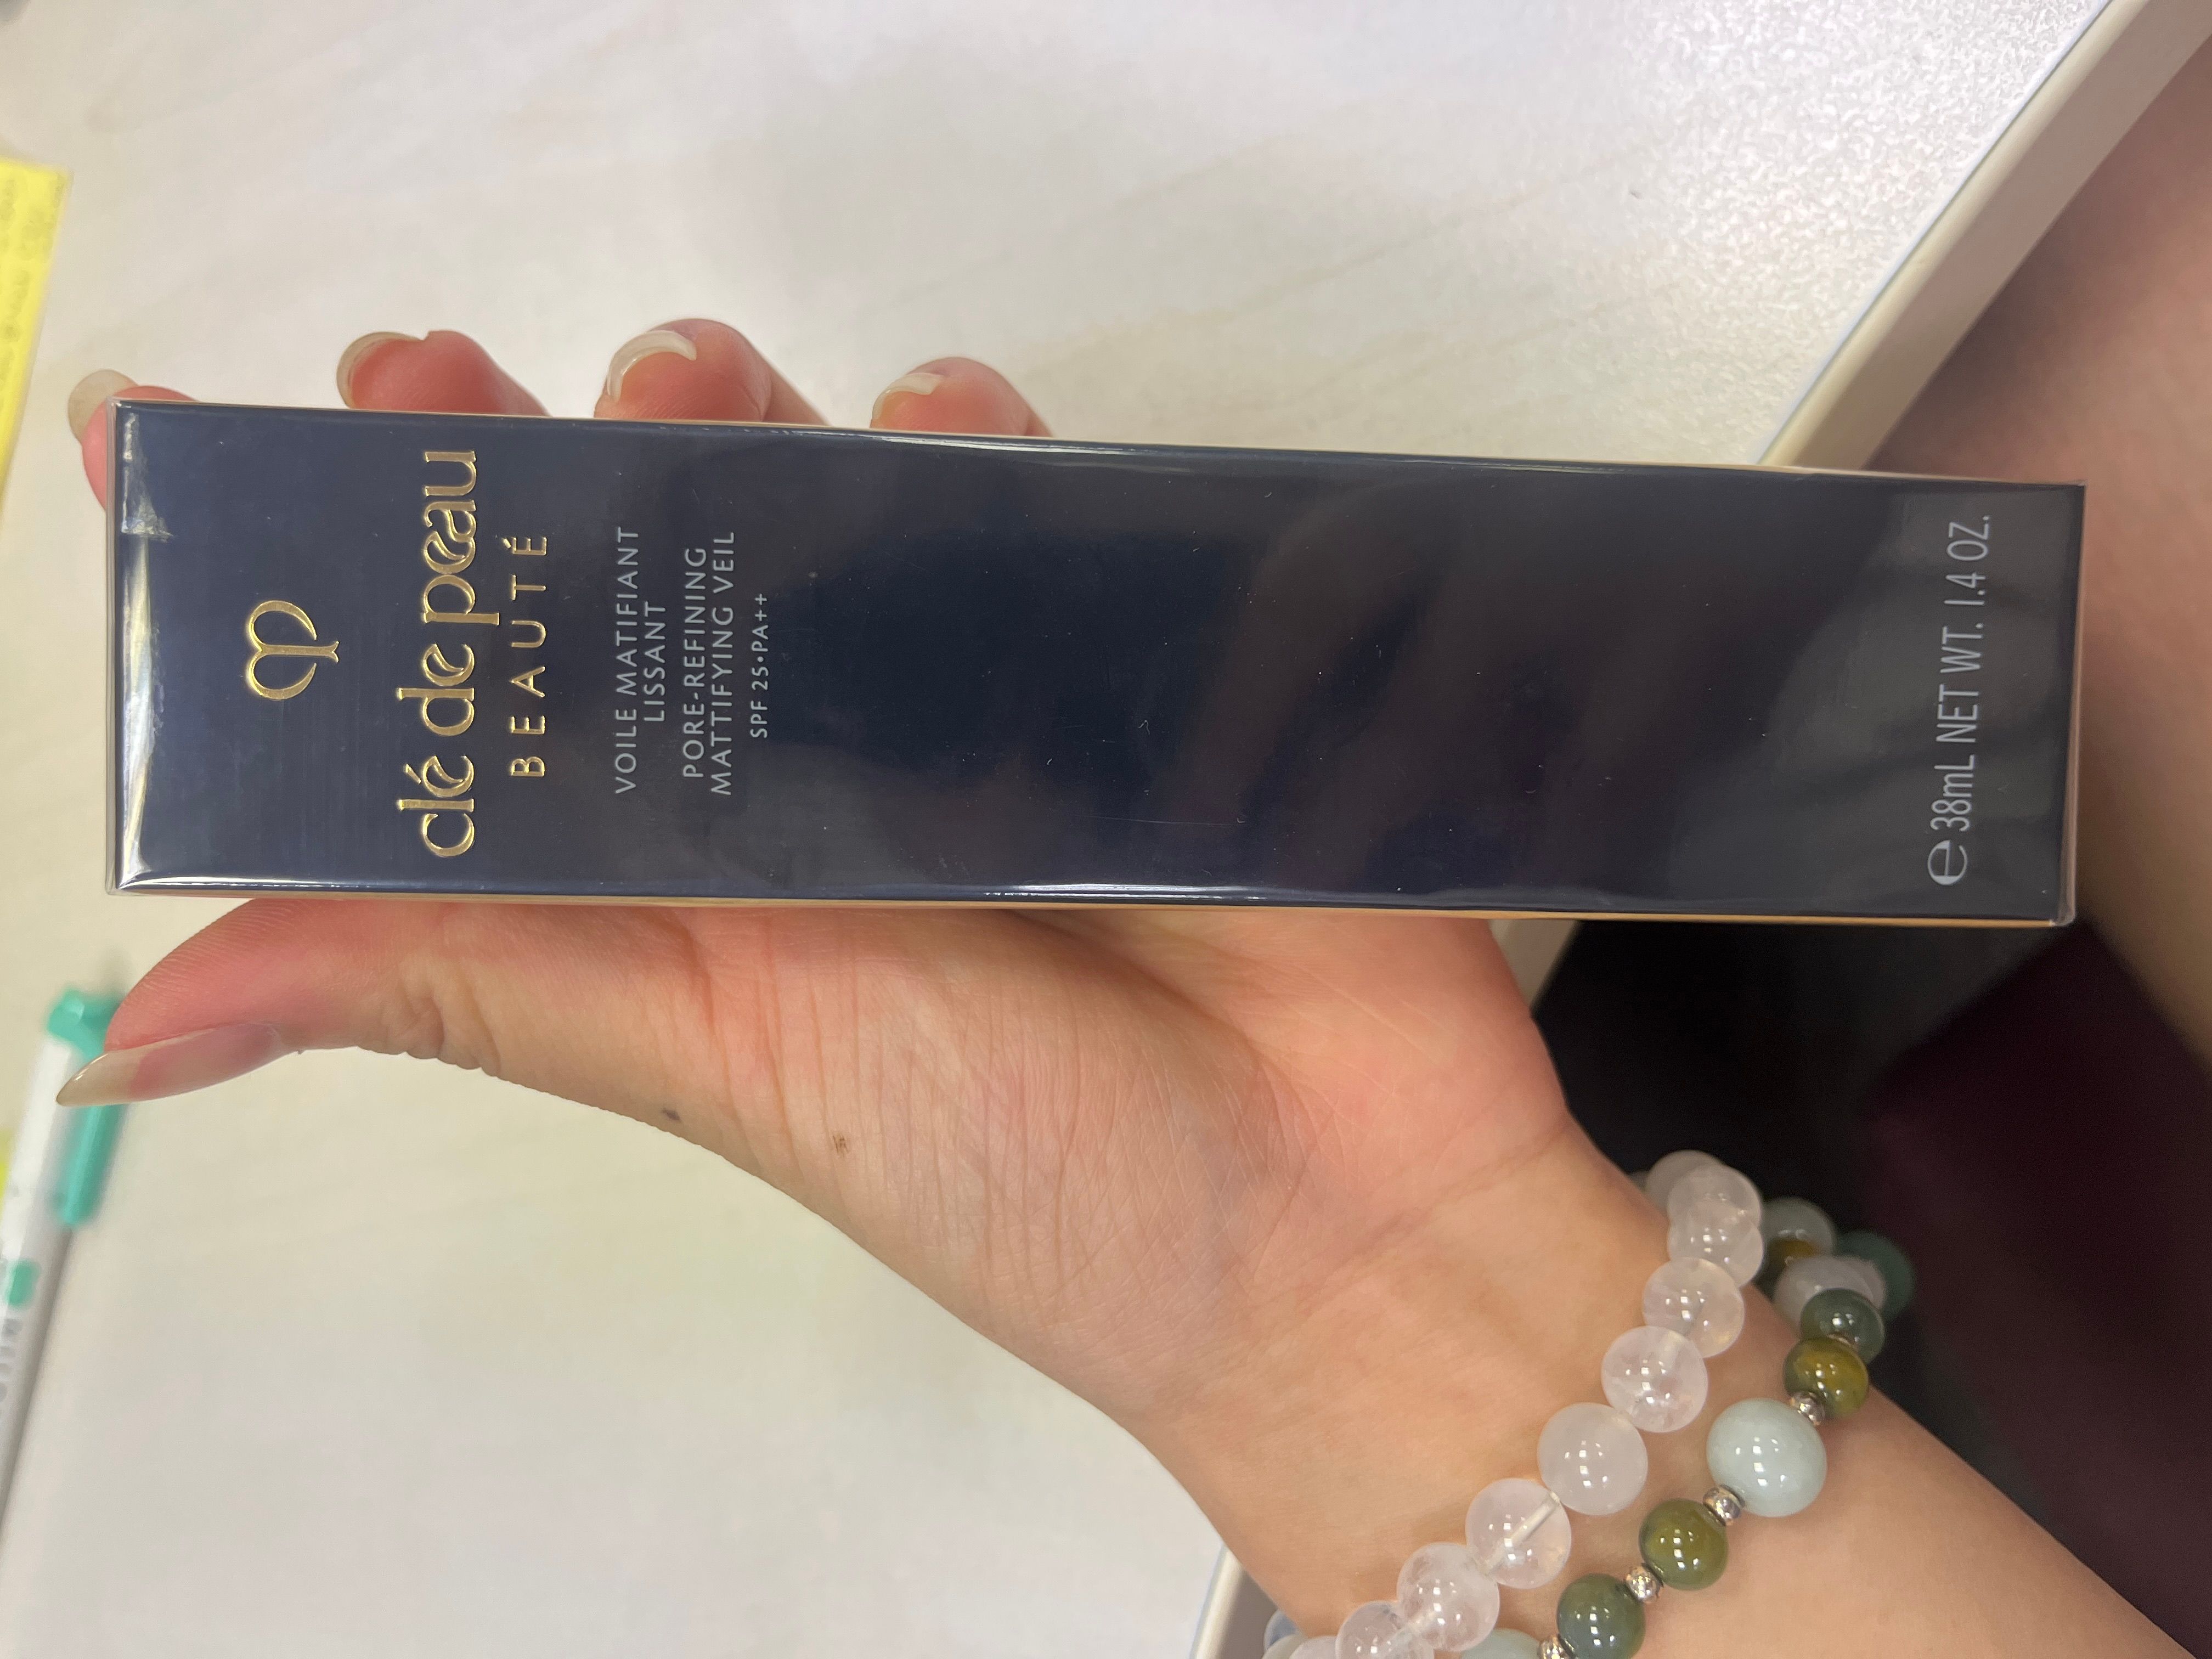 clé de peau
BEAUTÉ
VOILE MATIFIANT
LISSANT
PORE-REFINING
MATTIFYING VEIL
SPF 25•PA++
℮ 38mL NET WT. 1.4 OZ.